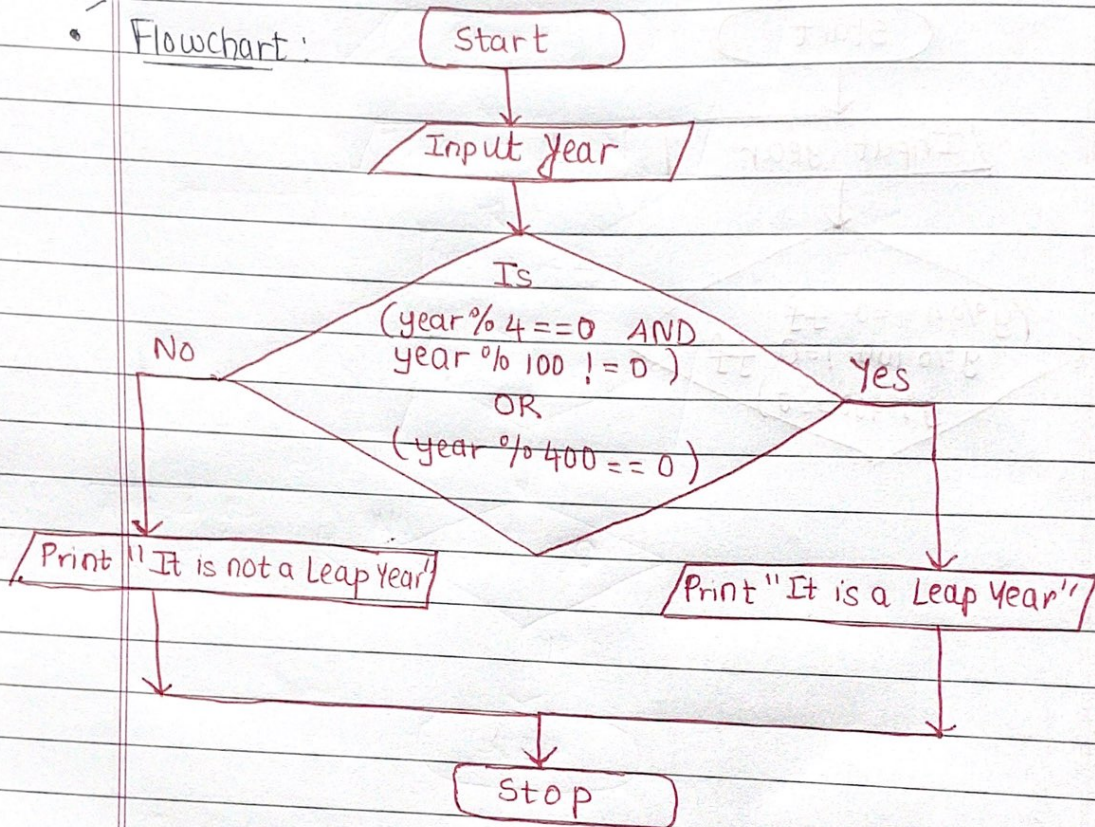 • Flowchart:
Start
Input Year
Is
(year % 4 == 0 AND
year % 100 != 0)
OR
(year % 400 == 0)
No
Yes
Print "It is not a Leap Year"
Print "It is a Leap Year"
Stop